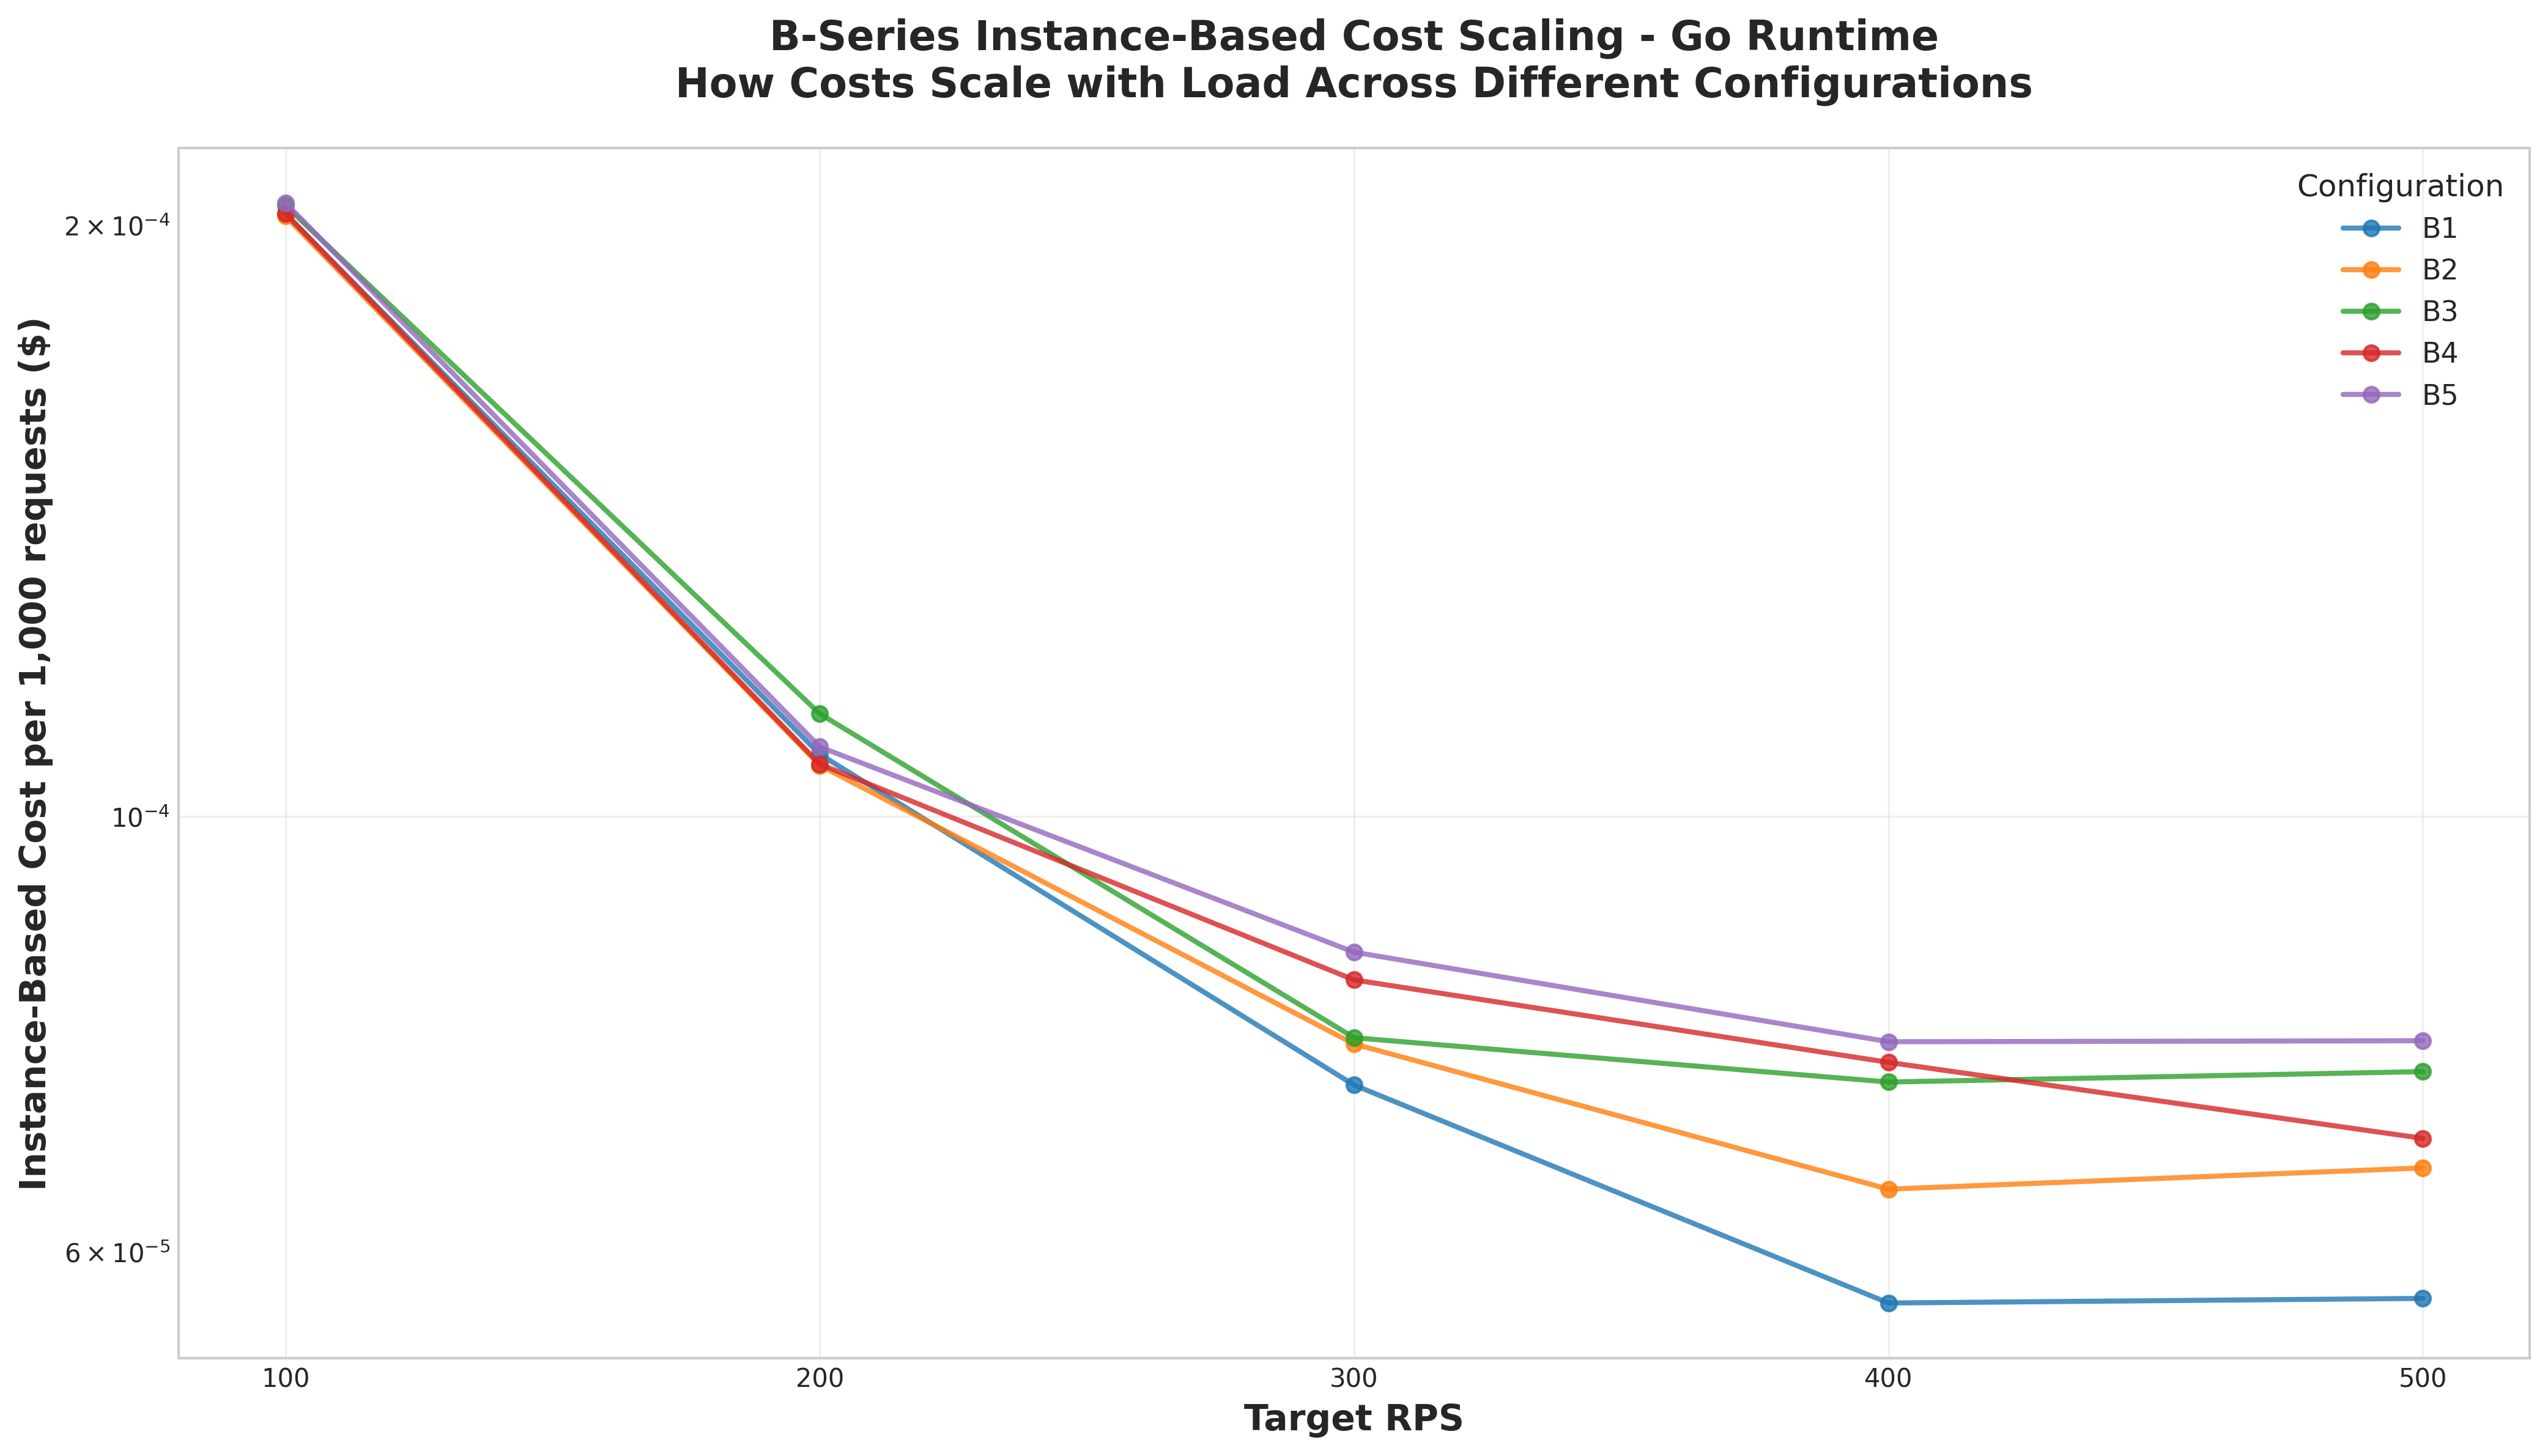 B-Series Instance-Based Cost Scaling - Go Runtime
How Costs Scale with Load Across Different Configurations
Instance-Based Cost per 1,000 requests ($)
2 × 10⁻⁴
10⁻⁴
6 × 10⁻⁵
Configuration
B1
B2
B3
B4
B5
100 200 300 400 500
Target RPS